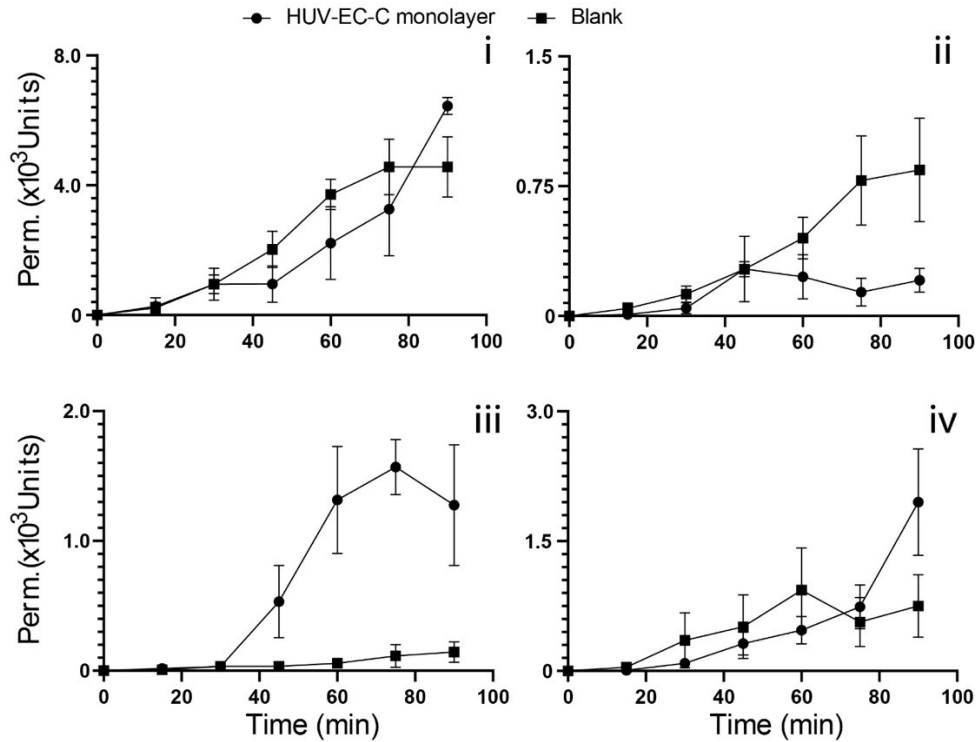 HUV-EC-C monolayer Blank
i
8.0
4.0
0
0 20 40 60 80 100
Perm. (x10³Units)
ii
1.5
0.75
0
0 20 40 60 80 100
iii
2.0
1.0
0
0 20 40 60 80 100
Perm.(x10³Units)
Time (min)
iv
3.0
1.5
0
0 20 40 60 80 100
Time (min)